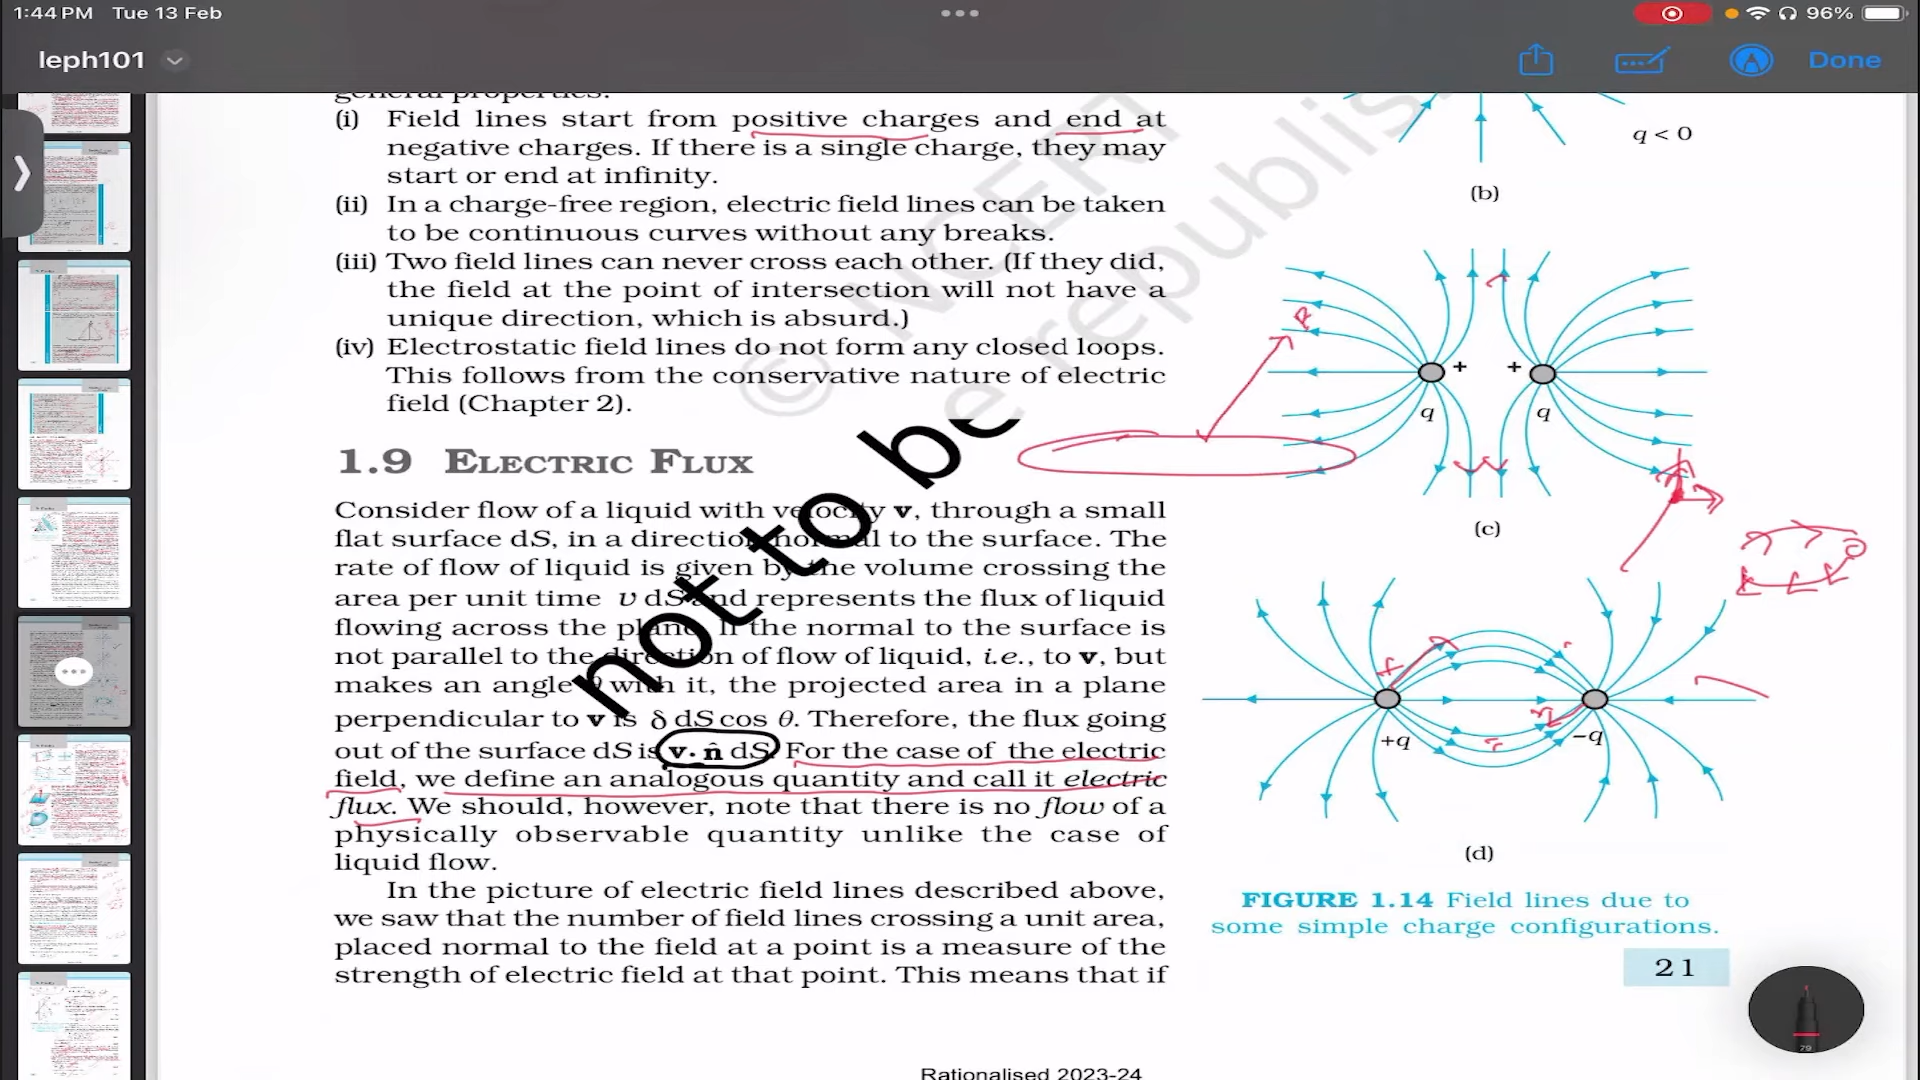 1:44 PM Tue 13 Feb
96%
leph101
Done
general properties:
(i) Field lines start from positive charges and end at
negative charges. If there is a single charge, they may
start or end at infinity.
(ii) In a charge-free region, electric field lines can be taken
to be continuous curves without any breaks.
(iii) Two field lines can never cross each other. (If they did,
the field at the point of intersection will not have a
unique direction, which is absurd.)
(iv) Electrostatic field lines do not form any closed loops.
This follows from the conservative nature of electric
field (Chapter 2).
1.9 ELECTRIC FLUX
Consider flow of a liquid with velocity v, through a small
flat surface dS, in a direction normal to the surface. The
rate of flow of liquid is given by the volume crossing the
area per unit time v dS and represents the flux of liquid
flowing across the plane. If the normal to the surface is
not parallel to the direction of flow of liquid, i.e., to v, but
makes an angle θ with it, the projected area in a plane
perpendicular to v is δ dS cos θ. Therefore, the flux going
out of the surface dS is v. n̂ dS. For the case of the electric
field, we define an analogous quantity and call it electric
flux. We should, however, note that there is no flow of a
physically observable quantity unlike the case of
liquid flow.
In the picture of electric field lines described above,
we saw that the number of field lines crossing a unit area,
placed normal to the field at a point is a measure of the
strength of electric field at that point. This means that if
© NCERT
not to be republis
q < 0
(b)
+ +
q q
(c)
+q -q
(d)
FIGURE 1.14 Field lines due to
some simple charge configurations.
21
79
Rationalised 2023-24